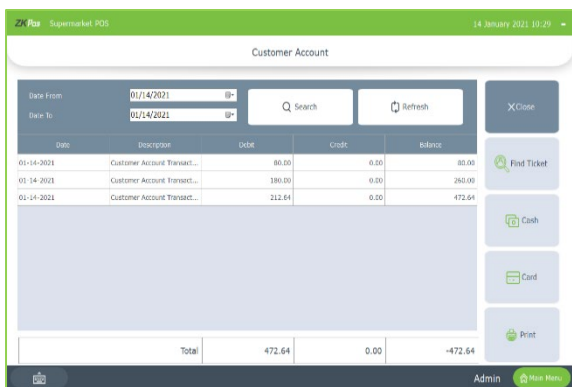 ZKPos Supermarket POS 14 January 2021 10:29
Customer Account
Date From 01/14/2021
Date To 01/14/2021
Search
Refresh
Close
Date Description Debit Credit Balance
01-14-2021 Customer Account Transact... 80.00 0.00 80.00
01-14-2021 Customer Account Transact... 180.00 0.00 260.00
01-14-2021 Customer Account Transact... 212.64 0.00 472.64
Find Ticket
Cash
Card
Print
Total 472.64 0.00 -472.64
Admin Main Menu